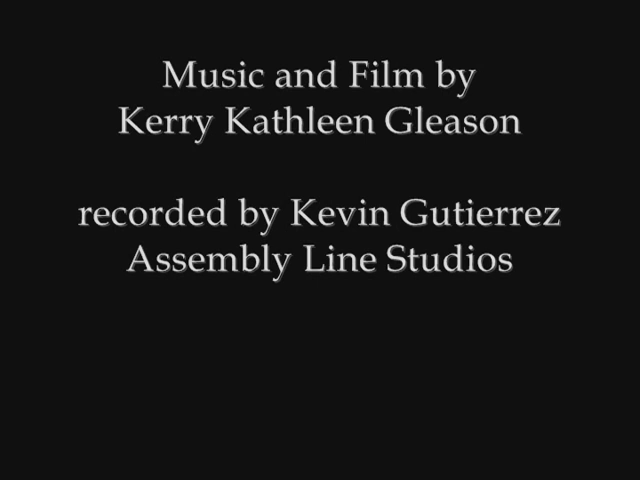 Music and Film by
Kerry Kathleen Gleason
recorded by Kevin Gutierrez
Assembly Line Studios